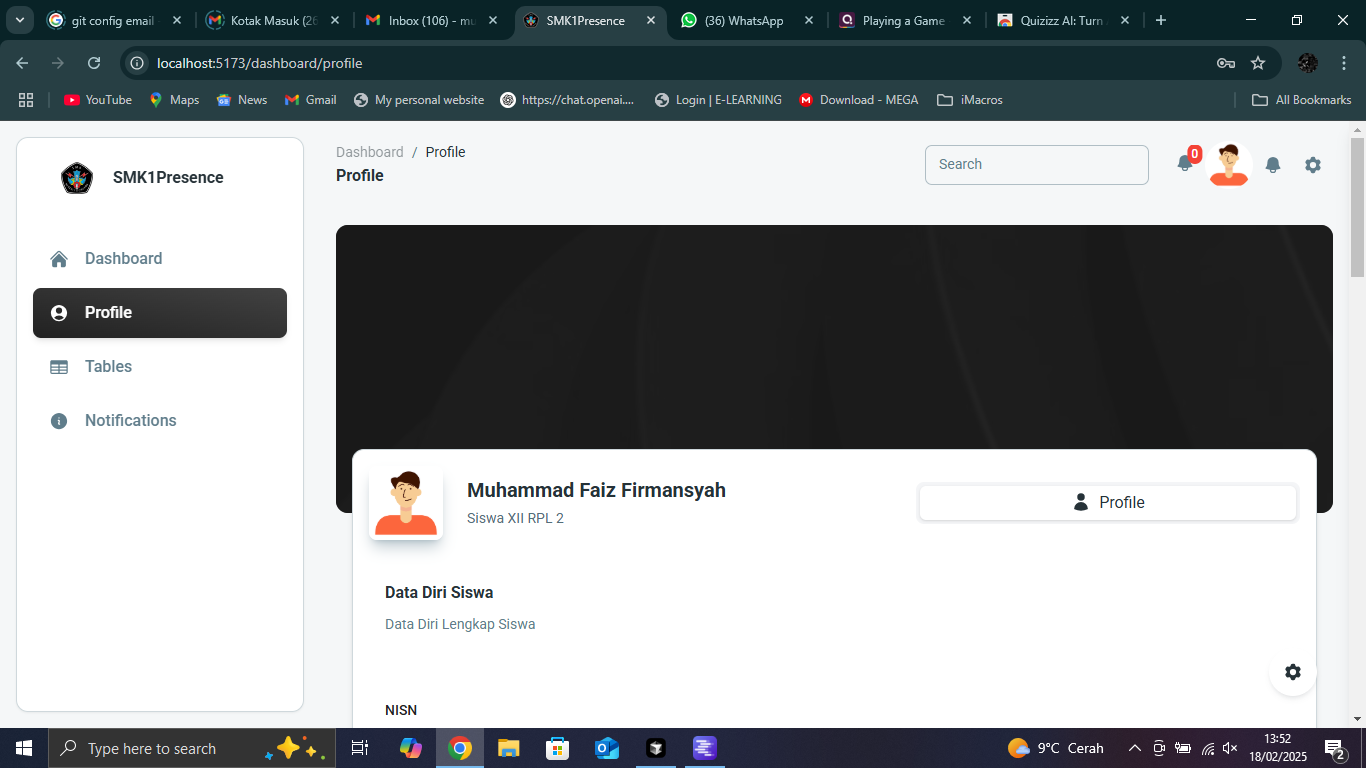 git config email
Kotak Masuk (26
Inbox (106) - mu
SMK1Presence
(36) WhatsApp
Playing a Game
Quizizz AI: Turn
localhost:5173/dashboard/profile
YouTube
Maps
News
Gmail
My personal website
https://chat.openai....
Login | E-LEARNING
Download - MEGA
iMacros
All Bookmarks
SMK1Presence
Dashboard
Profile
Tables
Notifications
Dashboard / Profile
Profile
Search
0
Muhammad Faiz Firmansyah
Siswa XII RPL 2
Profile
Data Diri Siswa
Data Diri Lengkap Siswa
NISN
Type here to search
9°C Cerah
13:52
18/02/2025
2